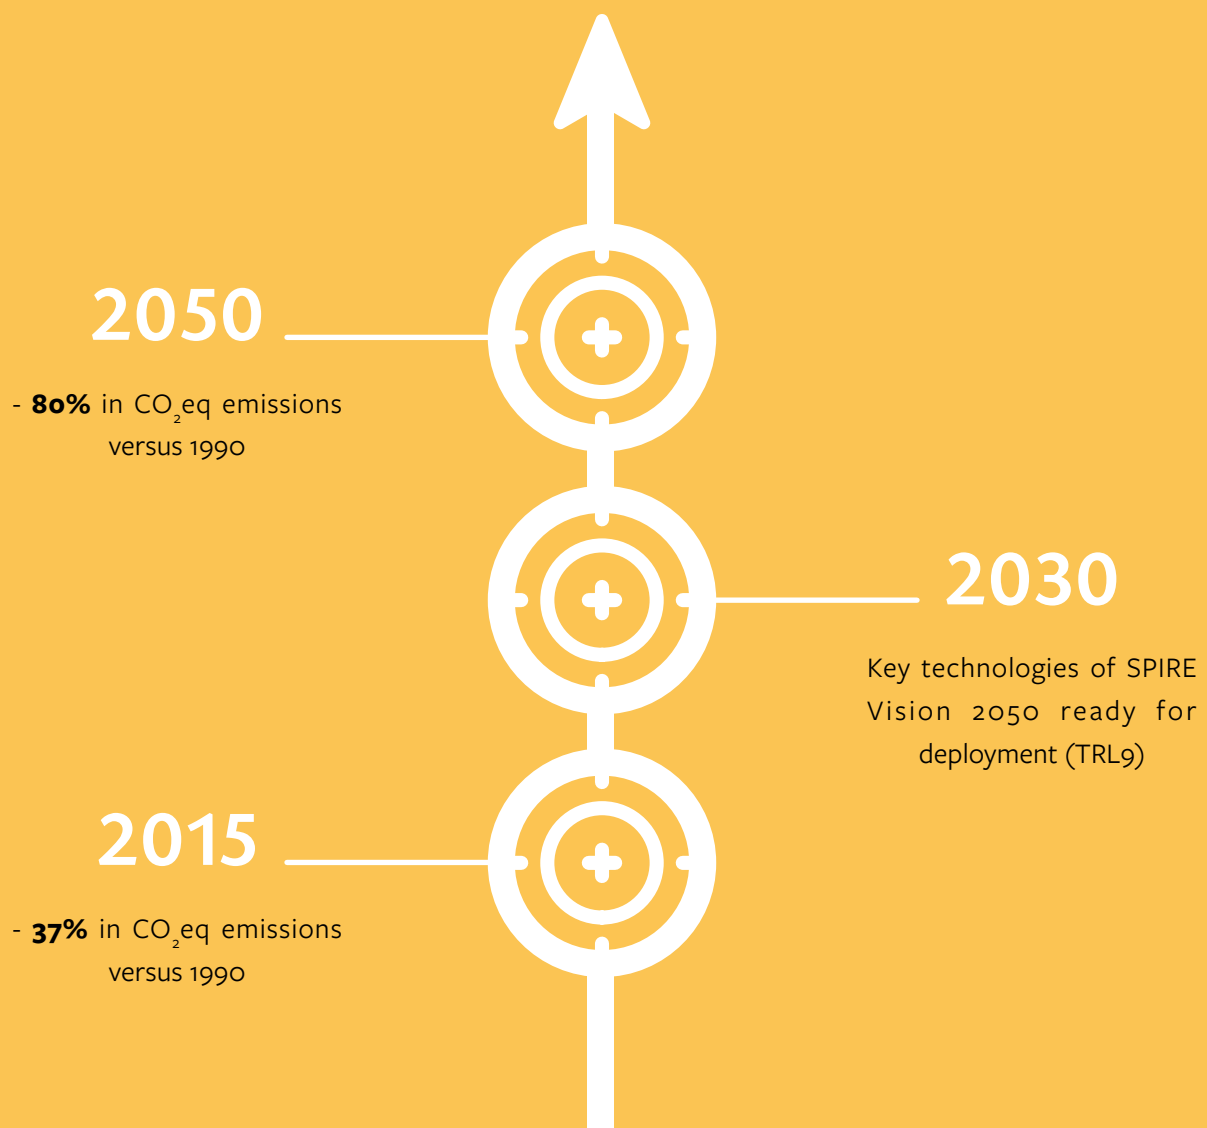 2050
- 80% in CO₂eq emissions
versus 1990
2030
Key technologies of SPIRE
Vision 2050 ready for
deployment (TRL9)
2015
- 37% in CO₂eq emissions
versus 1990